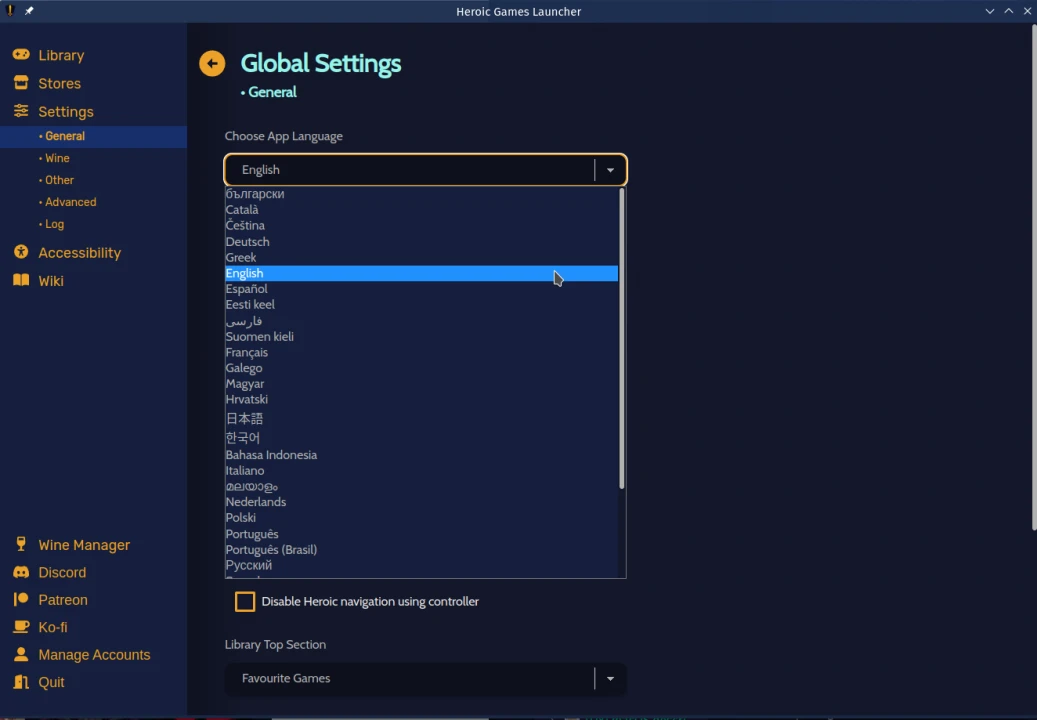 Heroic Games Launcher
Library
Stores
Settings
• General
• Wine
• Other
• Advanced
• Log
Accessibility
Wiki
Wine Manager
Discord
Patreon
Ko-fi
Manage Accounts
Quit
Global Settings
• General
Choose App Language
English
български
Català
Čeština
Deutsch
Greek
English
Español
Eesti keel
فارسی
Suomen kieli
Français
Galego
Magyar
Hrvatski
日本語
한국어
Bahasa Indonesia
Italiano
മലയാളം
Nederlands
Polski
Português
Português (Brasil)
Русский
Disable Heroic navigation using controller
Library Top Section
Favourite Games